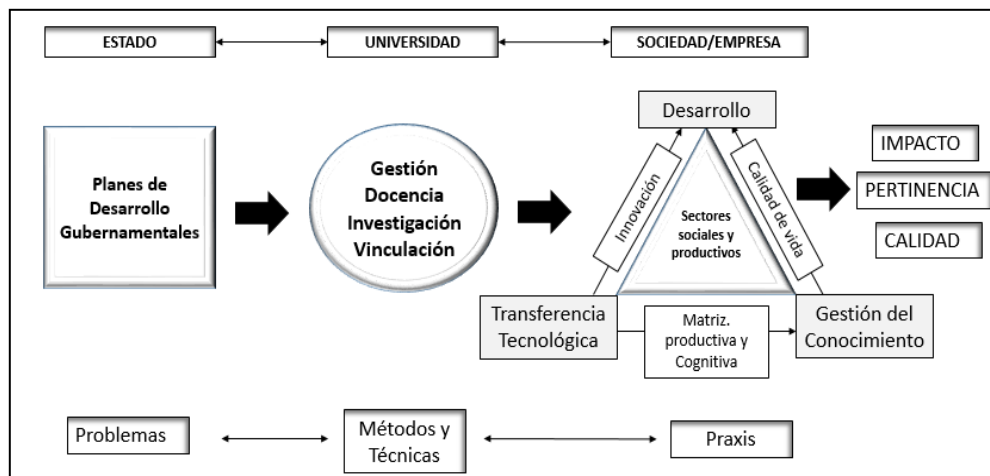 ESTADO
UNIVERSIDAD
SOCIEDAD/EMPRESA
Planes de
Desarrollo
Gubernamentales
Gestión
Docencia
Investigación
Vinculación
Desarrollo
Innovación
Calidad de vida
Sectores
sociales y
productivos
Transferencia
Tecnológica
Matriz.
productiva y
Cognitiva
Gestión del
Conocimiento
IMPACTO
PERTINENCIA
CALIDAD
Problemas
Métodos y
Técnicas
Praxis